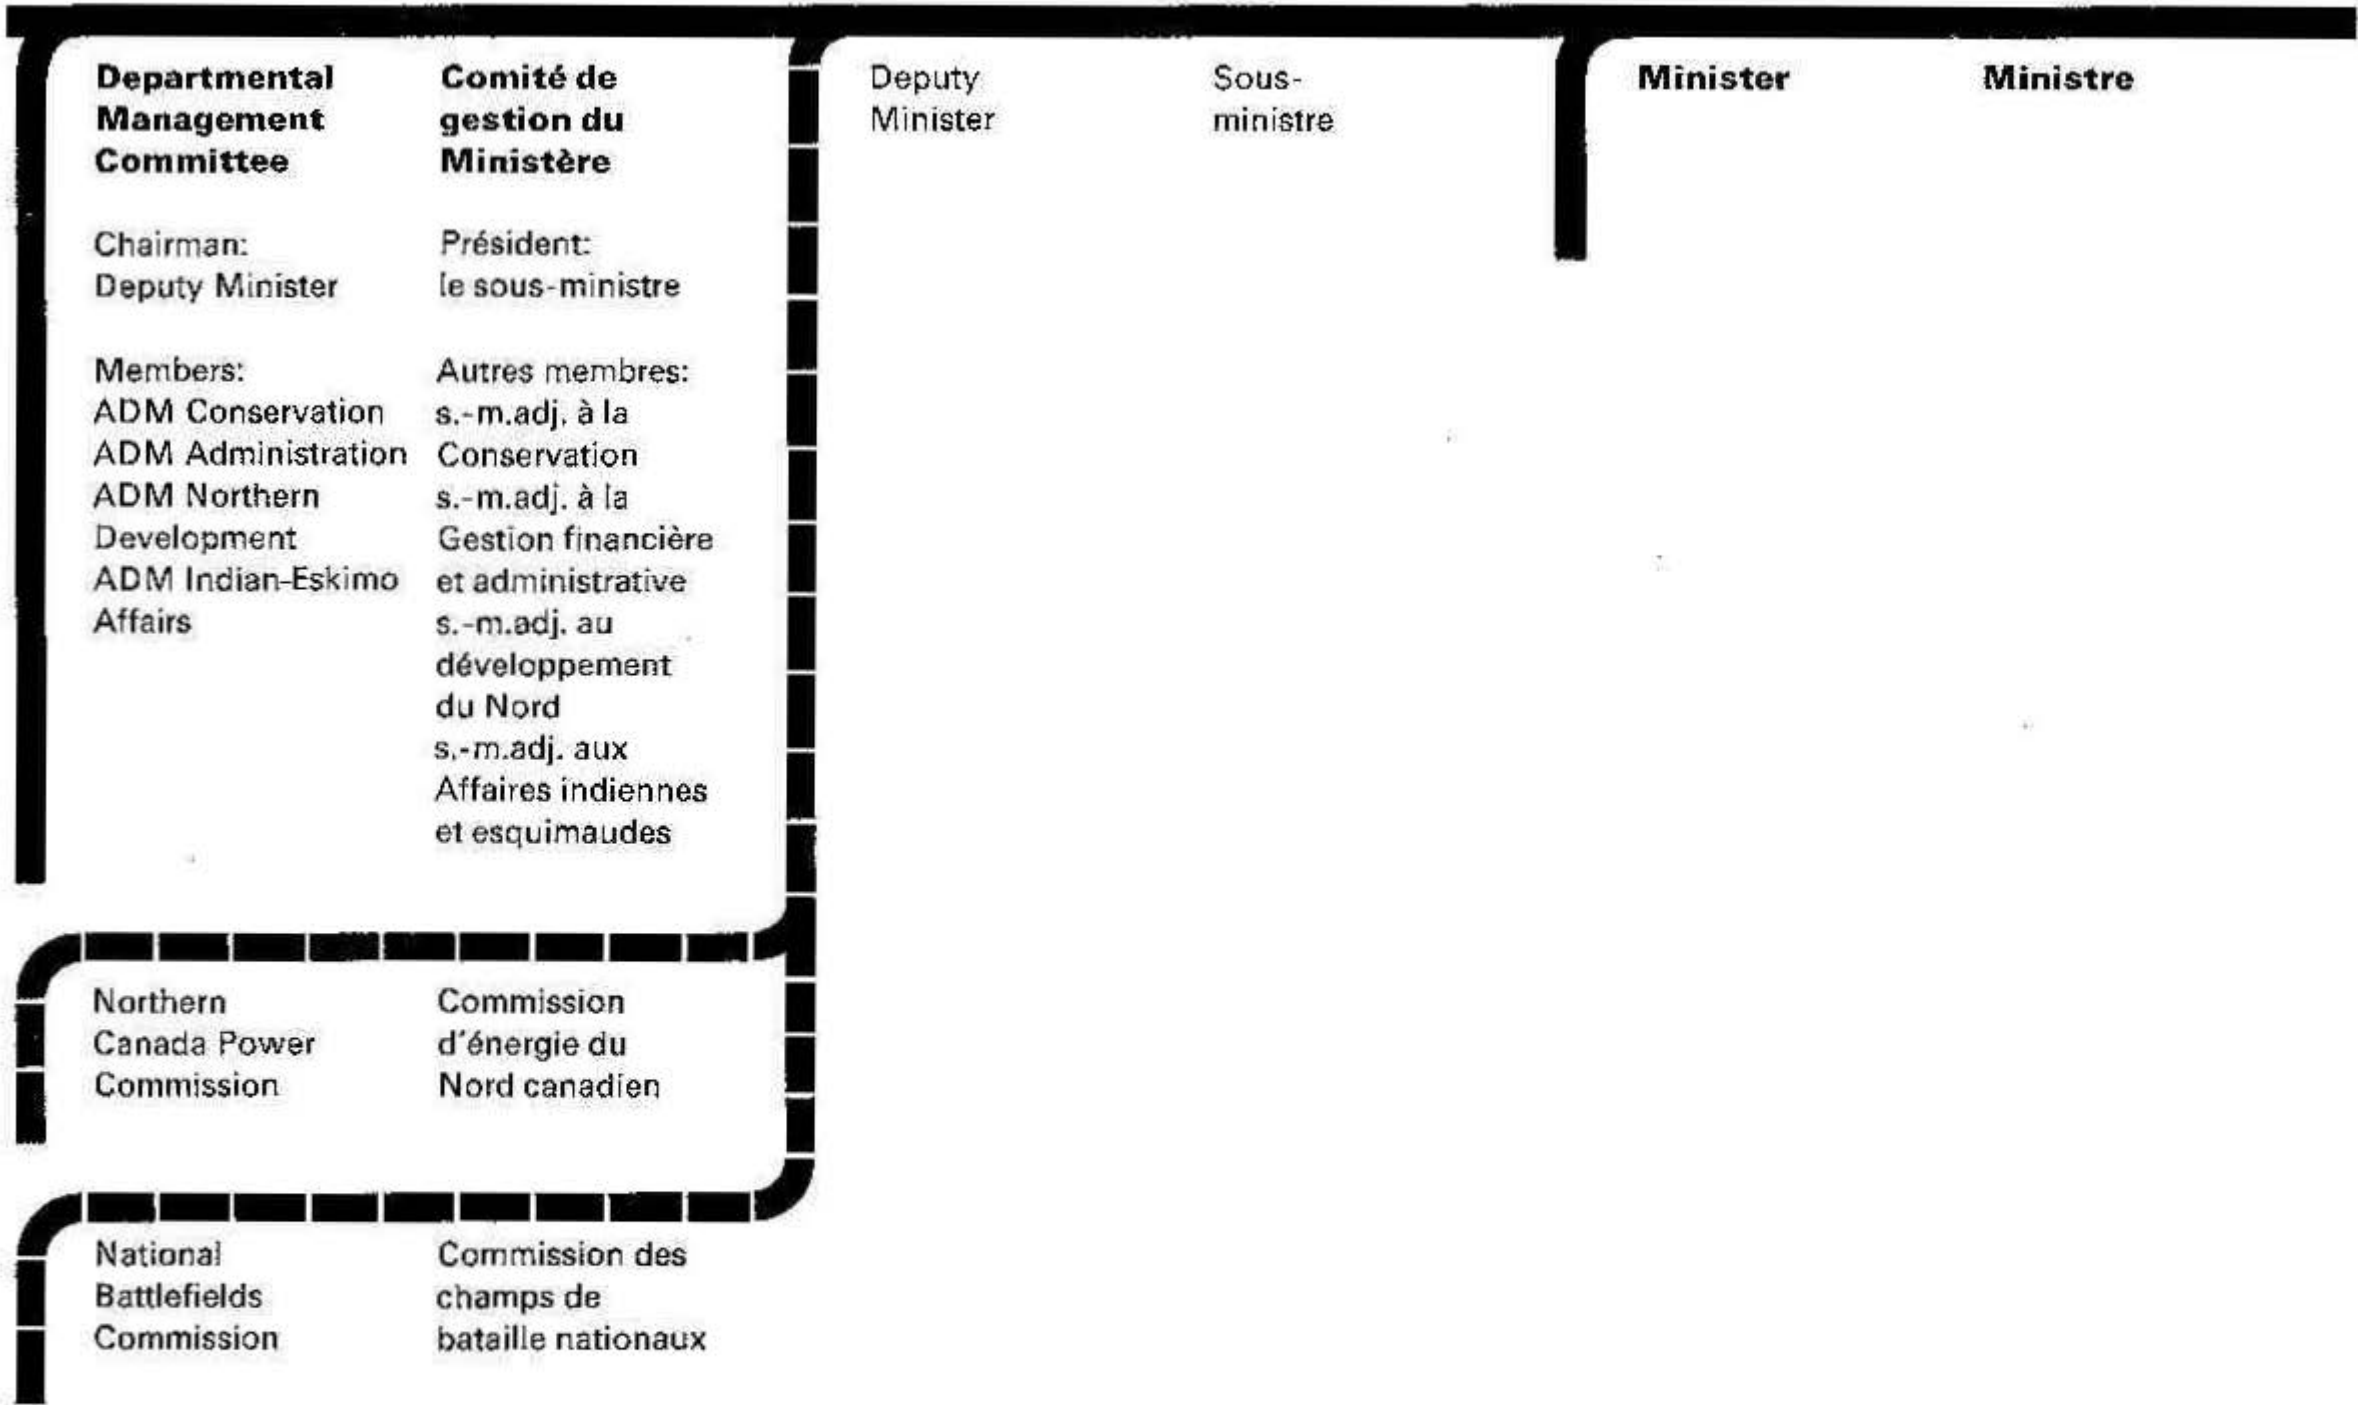 Departmental
Management
Committee
Chairman:
Deputy Minister
Members:
ADM Conservation
ADM Administration
ADM Northern
Development
ADM Indian-Eskimo
Affairs
Comité de
gestion du
Ministère
Président:
le sous-ministre
Autres membres:
s.-m.adj. à la
Conservation
s.-m.adj. à la
Gestion financière
et administrative
s.-m.adj. au
développement
du Nord
s.-m.adj. aux
Affaires indiennes
et esquimaudes
Deputy
Minister
Sous-
ministre
Minister
Ministre
Northern
Canada Power
Commission
Commission
d'énergie du
Nord canadien
National
Battlefields
Commission
Commission des
champs de
bataille nationaux